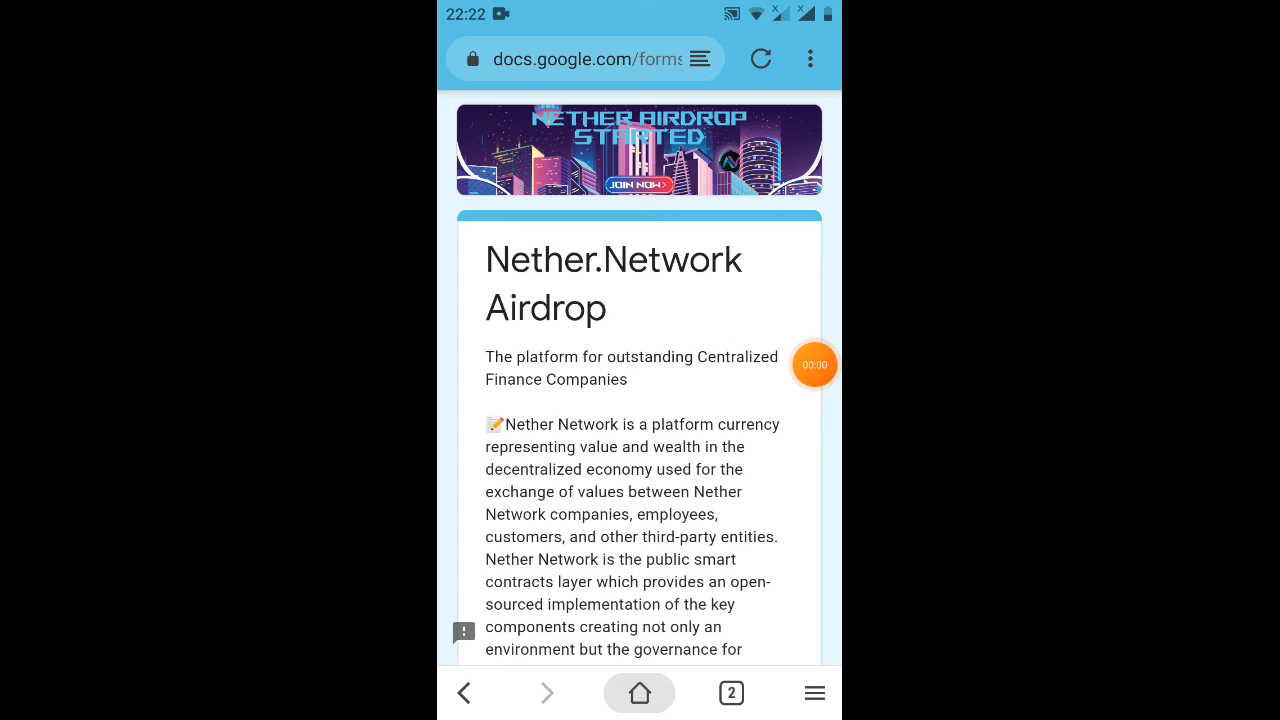 22:22
docs.google.com/forms
NETHER AIRDROP
STARTED
JOIN NOW>
Nether.Network
Airdrop
The platform for outstanding Centralized
Finance Companies
00:00
📝Nether Network is a platform currency
representing value and wealth in the
decentralized economy used for the
exchange of values between Nether
Network companies, employees,
customers, and other third-party entities.
Nether Network is the public smart
contracts layer which provides an open-
sourced implementation of the key
components creating not only an
environment but the governance for
2